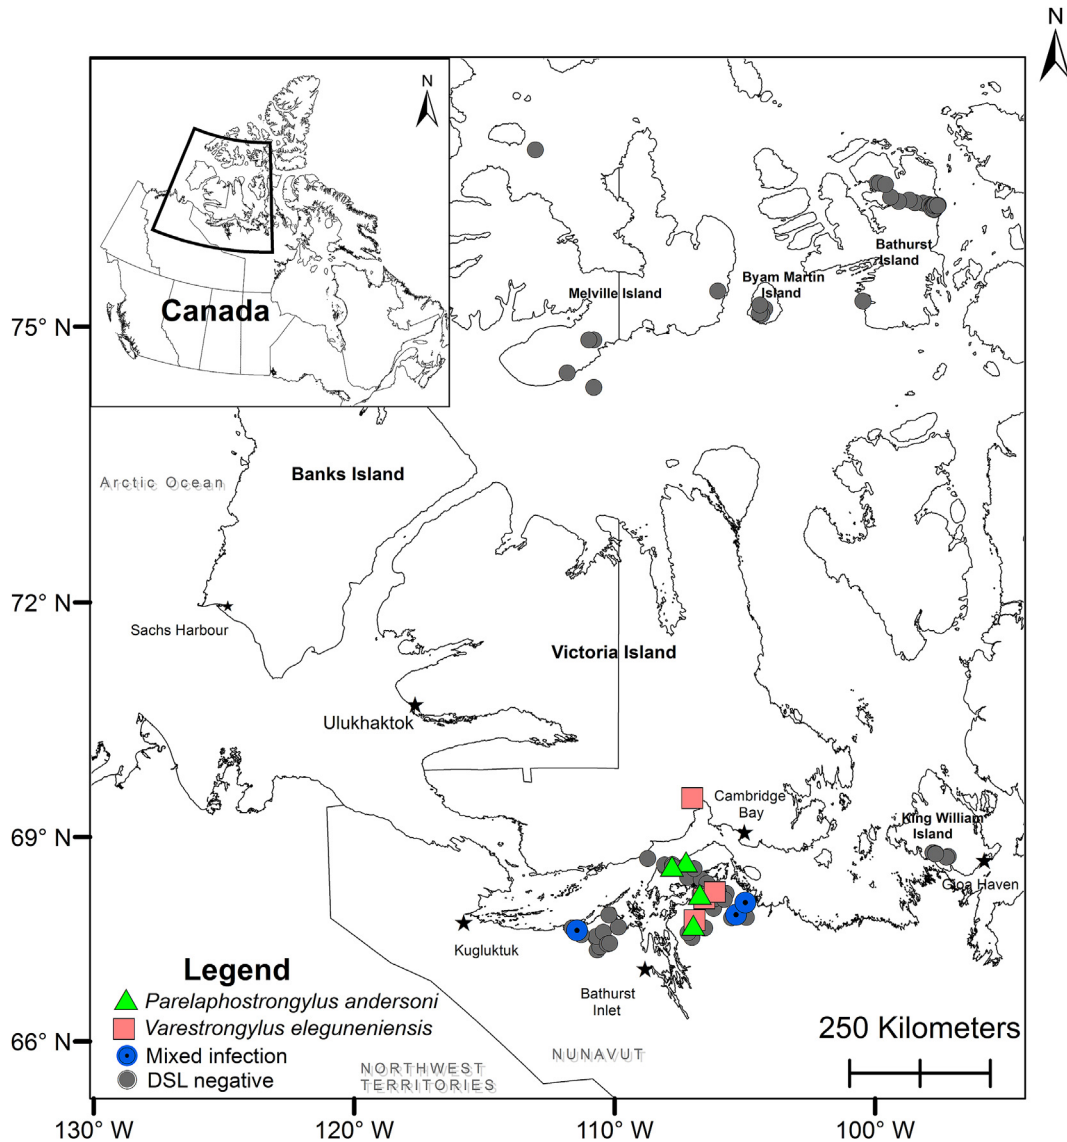 N
N
Canada
Bathurst
Island
Byam Martin
Island
Melville Island
75° N
Banks Island
Arctic Ocean
72° N
Sachs Harbour
Victoria Island
Ulukhaktok
Cambridge
Bay
King William
Island
69° N
Gjoa Haven
Kugluktuk
Bathurst
Inlet
Legend
Parelaphostrongylus andersoni
Varestrongylus eleguneniensis
Mixed infection
DSL negative
250 Kilometers
66° N
NUNAVUT
NORTHWEST
TERRITORIES
130° W
120° W
110° W
100° W